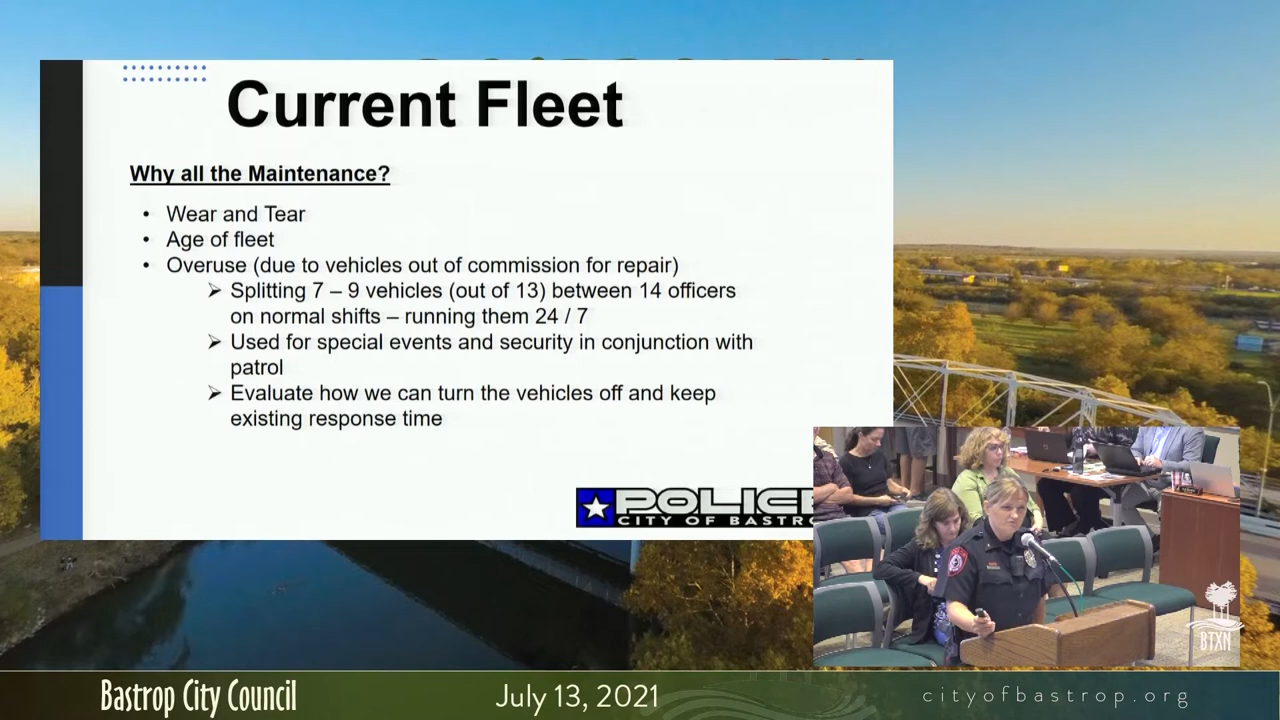 Current Fleet
Why all the Maintenance?
• Wear and Tear
• Age of fleet
• Overuse (due to vehicles out of commission for repair)
➢ Splitting 7 – 9 vehicles (out of 13) between 14 officers
on normal shifts – running them 24 / 7
➢ Used for special events and security in conjunction with
patrol
➢ Evaluate how we can turn the vehicles off and keep
existing response time
POLICE
CITY OF BASTRO
BTXN
Bastrop City Council
July 13, 2021
cityofbastrop.org